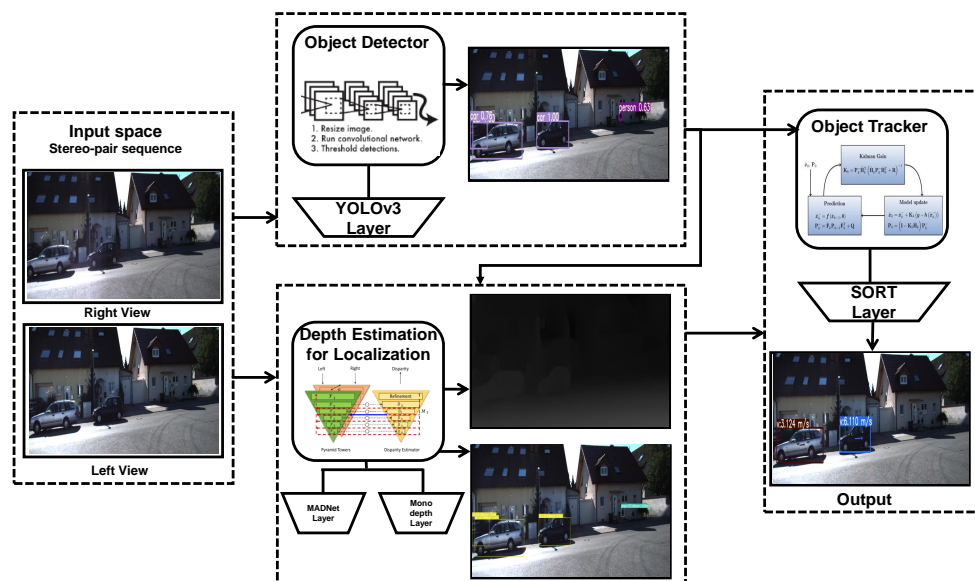 Input space
Stereo-pair sequence
Right View
Left View
Object Detector
1. Resize image.
2. Run convolutional network.
3. Threshold detections.
YOLOv3
Layer
car 0.76
car 1.00
person 0.63
Depth Estimation
for Localization
Left
Right
Disparity
Refinement
Pyramid Towers
Disparity Estimator
MADNet
Layer
Mono
depth
Layer
Object Tracker
Kalman Gain
Prediction
Model update
SORT
Layer
v:3.124 m/s
v:6.110 m/s
Output